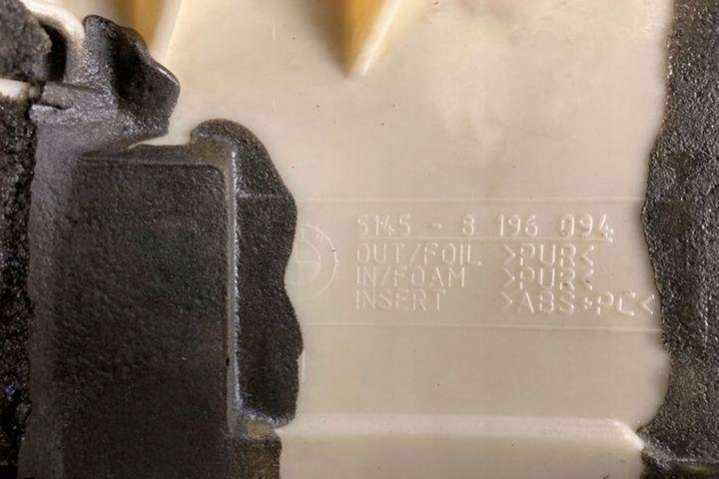 5145 - 8 196 094
OUT/FOIL >PUR<
IN/FOAM >PUR<
INSERT >ABS+PC<